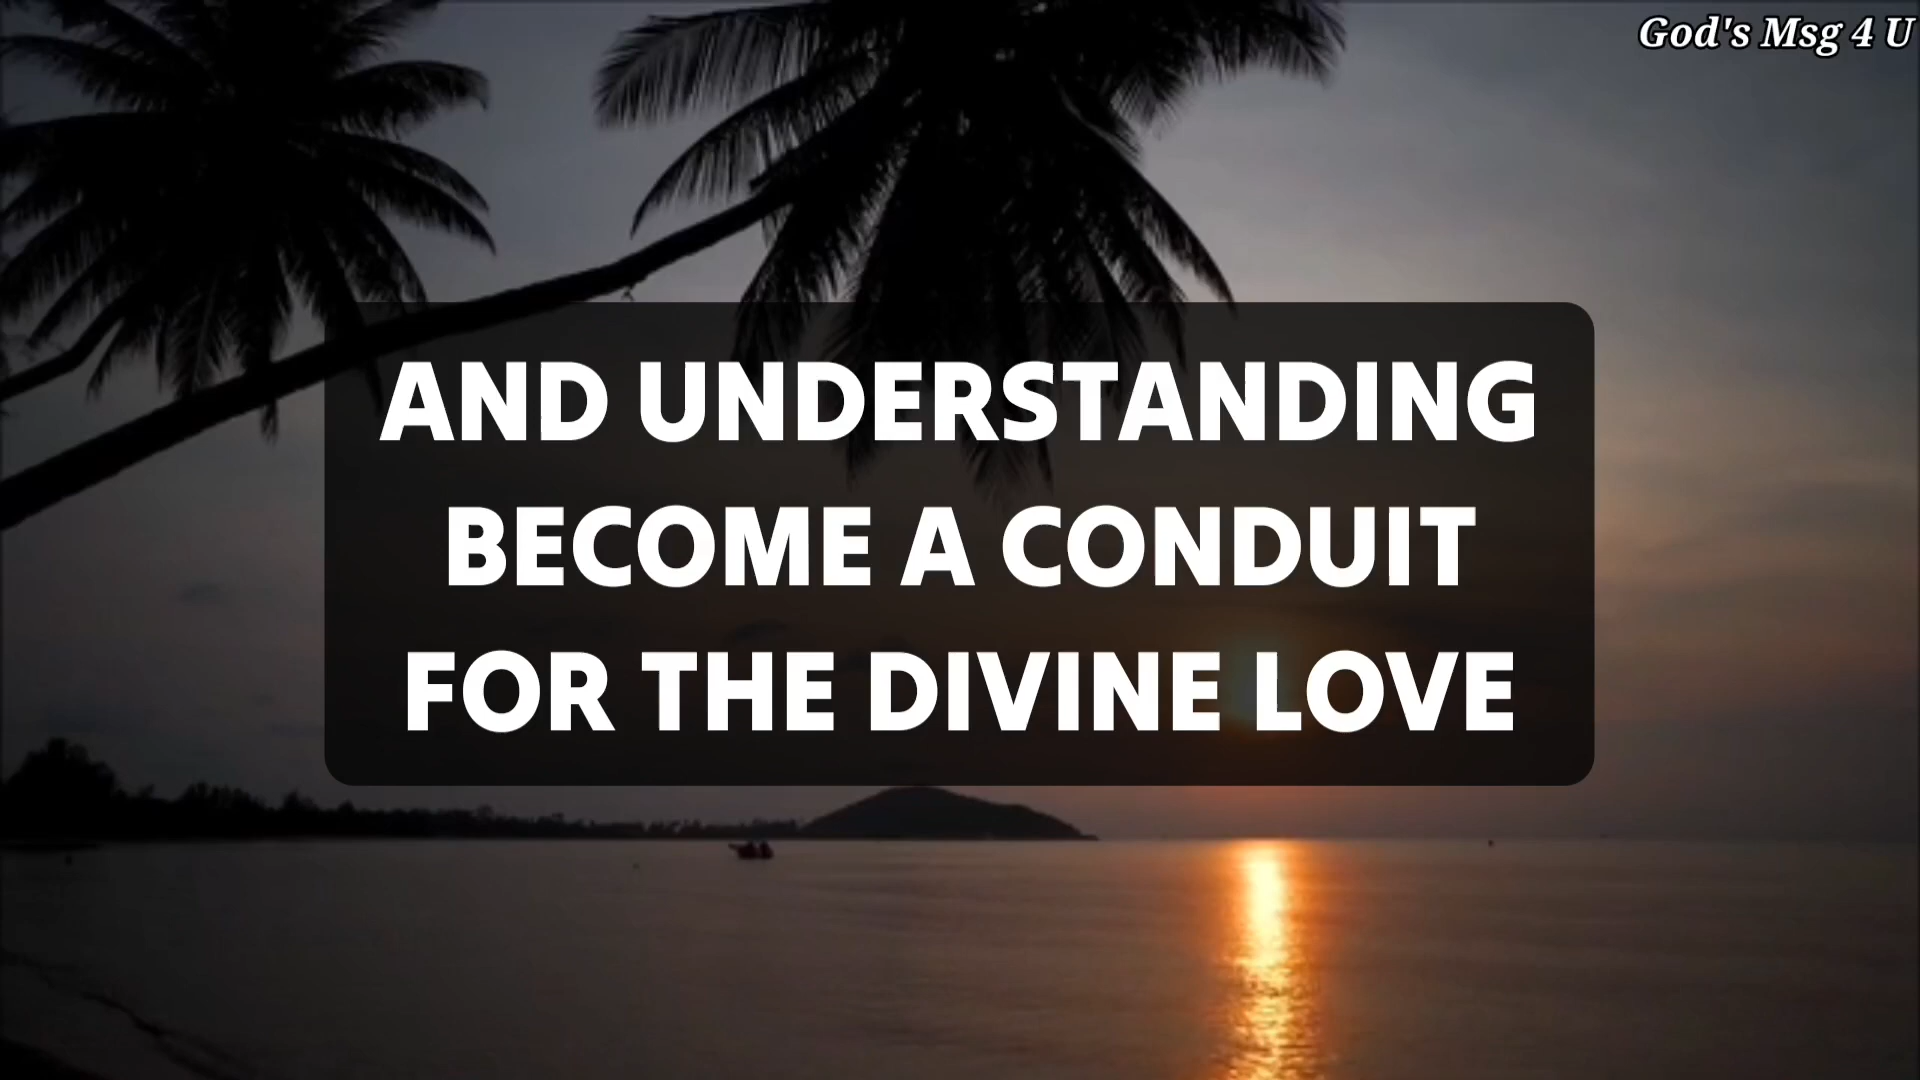 God's Msg 4 U
AND UNDERSTANDING
BECOME A CONDUIT
FOR THE DIVINE LOVE